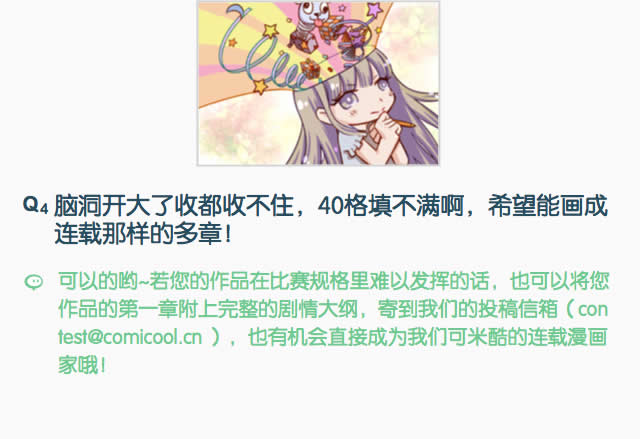 Q4 脑洞开大了收都收不住，40格填不满啊，希望能画成
连载那样的多章！
可以的哟~若您的作品在比赛规格里难以发挥的话，也可以将您
作品的第一章附上完整的剧情大纲，寄到我们的投稿信箱（con
test@comicool.cn ），也有机会直接成为我们可米酷的连载漫画
家哦！